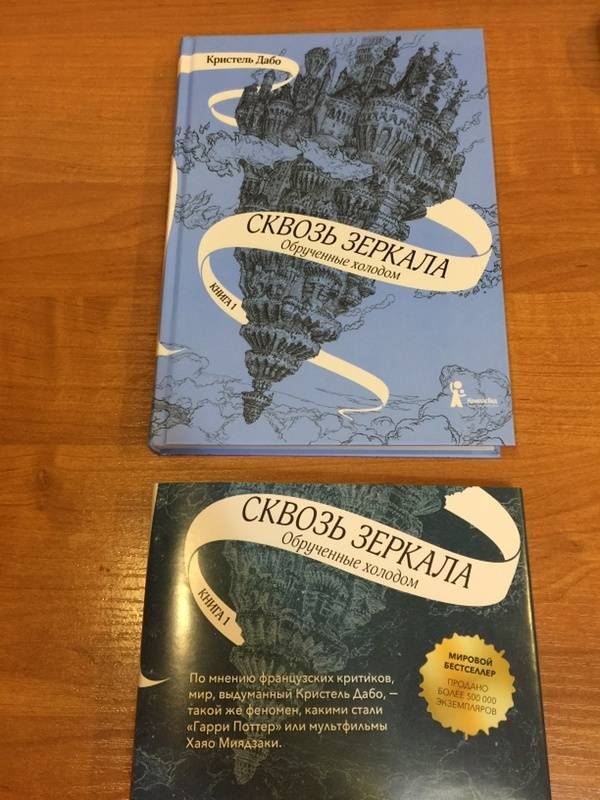 Кристель Дабо
СКВОЗЬ ЗЕРКАЛА
Обрученные холодом
КНИГА 1
КомпасГид
СКВОЗЬ ЗЕРКАЛА
Обрученные холодом
КНИГА 1
МИРОВОЙ
БЕСТСЕЛЛЕР
ПРОДАНО
БОЛЕЕ 500 000
ЭКЗЕМПЛЯРОВ
По мнению французских критиков,
мир, выдуманный Кристель Дабо, —
такой же феномен, какими стали
«Гарри Поттер» или мультфильмы
Хаяо Миядзаки.